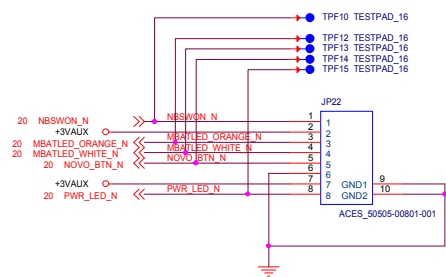 TPF10 TESTPAD_16
TPF12 TESTPAD_16
TPF13 TESTPAD_16
TPF14 TESTPAD_16
TPF15 TESTPAD_16
JP22
20 NBSWON_N NBSWON_N 1 1
+3VAUX 2 2
20 MBATLED_ORANGE_N MBATLED_ORANGE_N 3 3
20 MBATLED_WHITE_N MBATLED_WHITE_N 4 4
20 NOVO_BTN_N NOVO_BTN_N 5 5
6 6
+3VAUX 7 7 GND1 9
20 PWR_LED_N PWR_LED_N 8 8 GND2 10
ACES_50505-00801-001